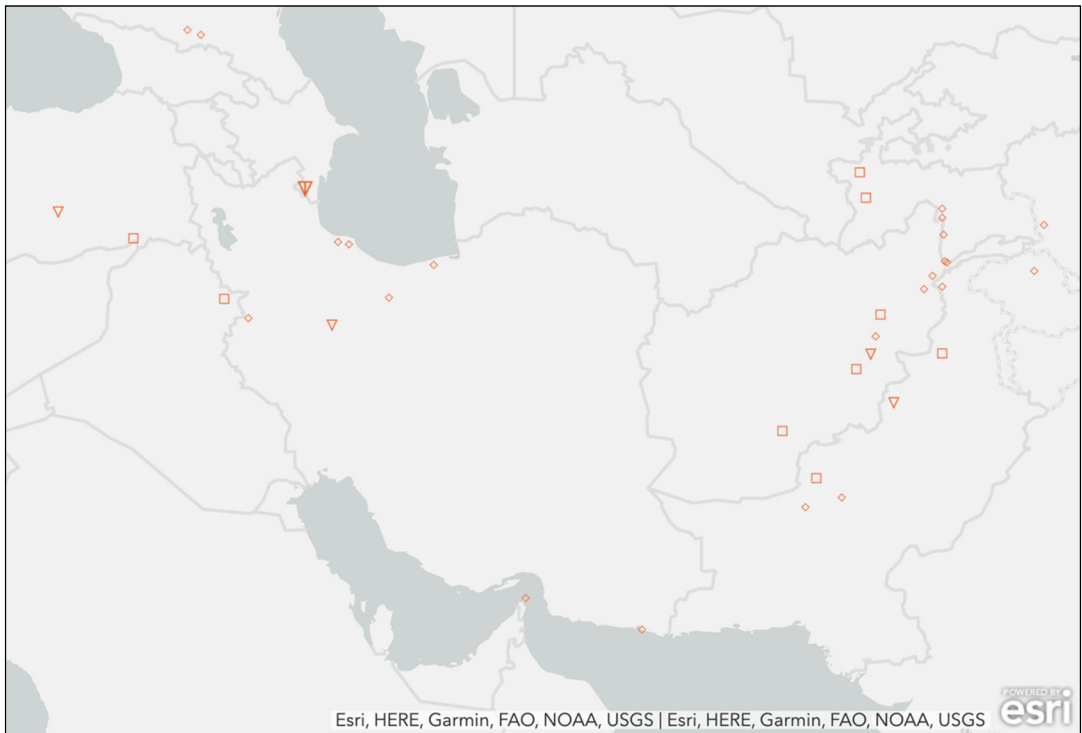 POWERED BY
esri
Esri, HERE, Garmin, FAO, NOAA, USGS | Esri, HERE, Garmin, FAO, NOAA, USGS